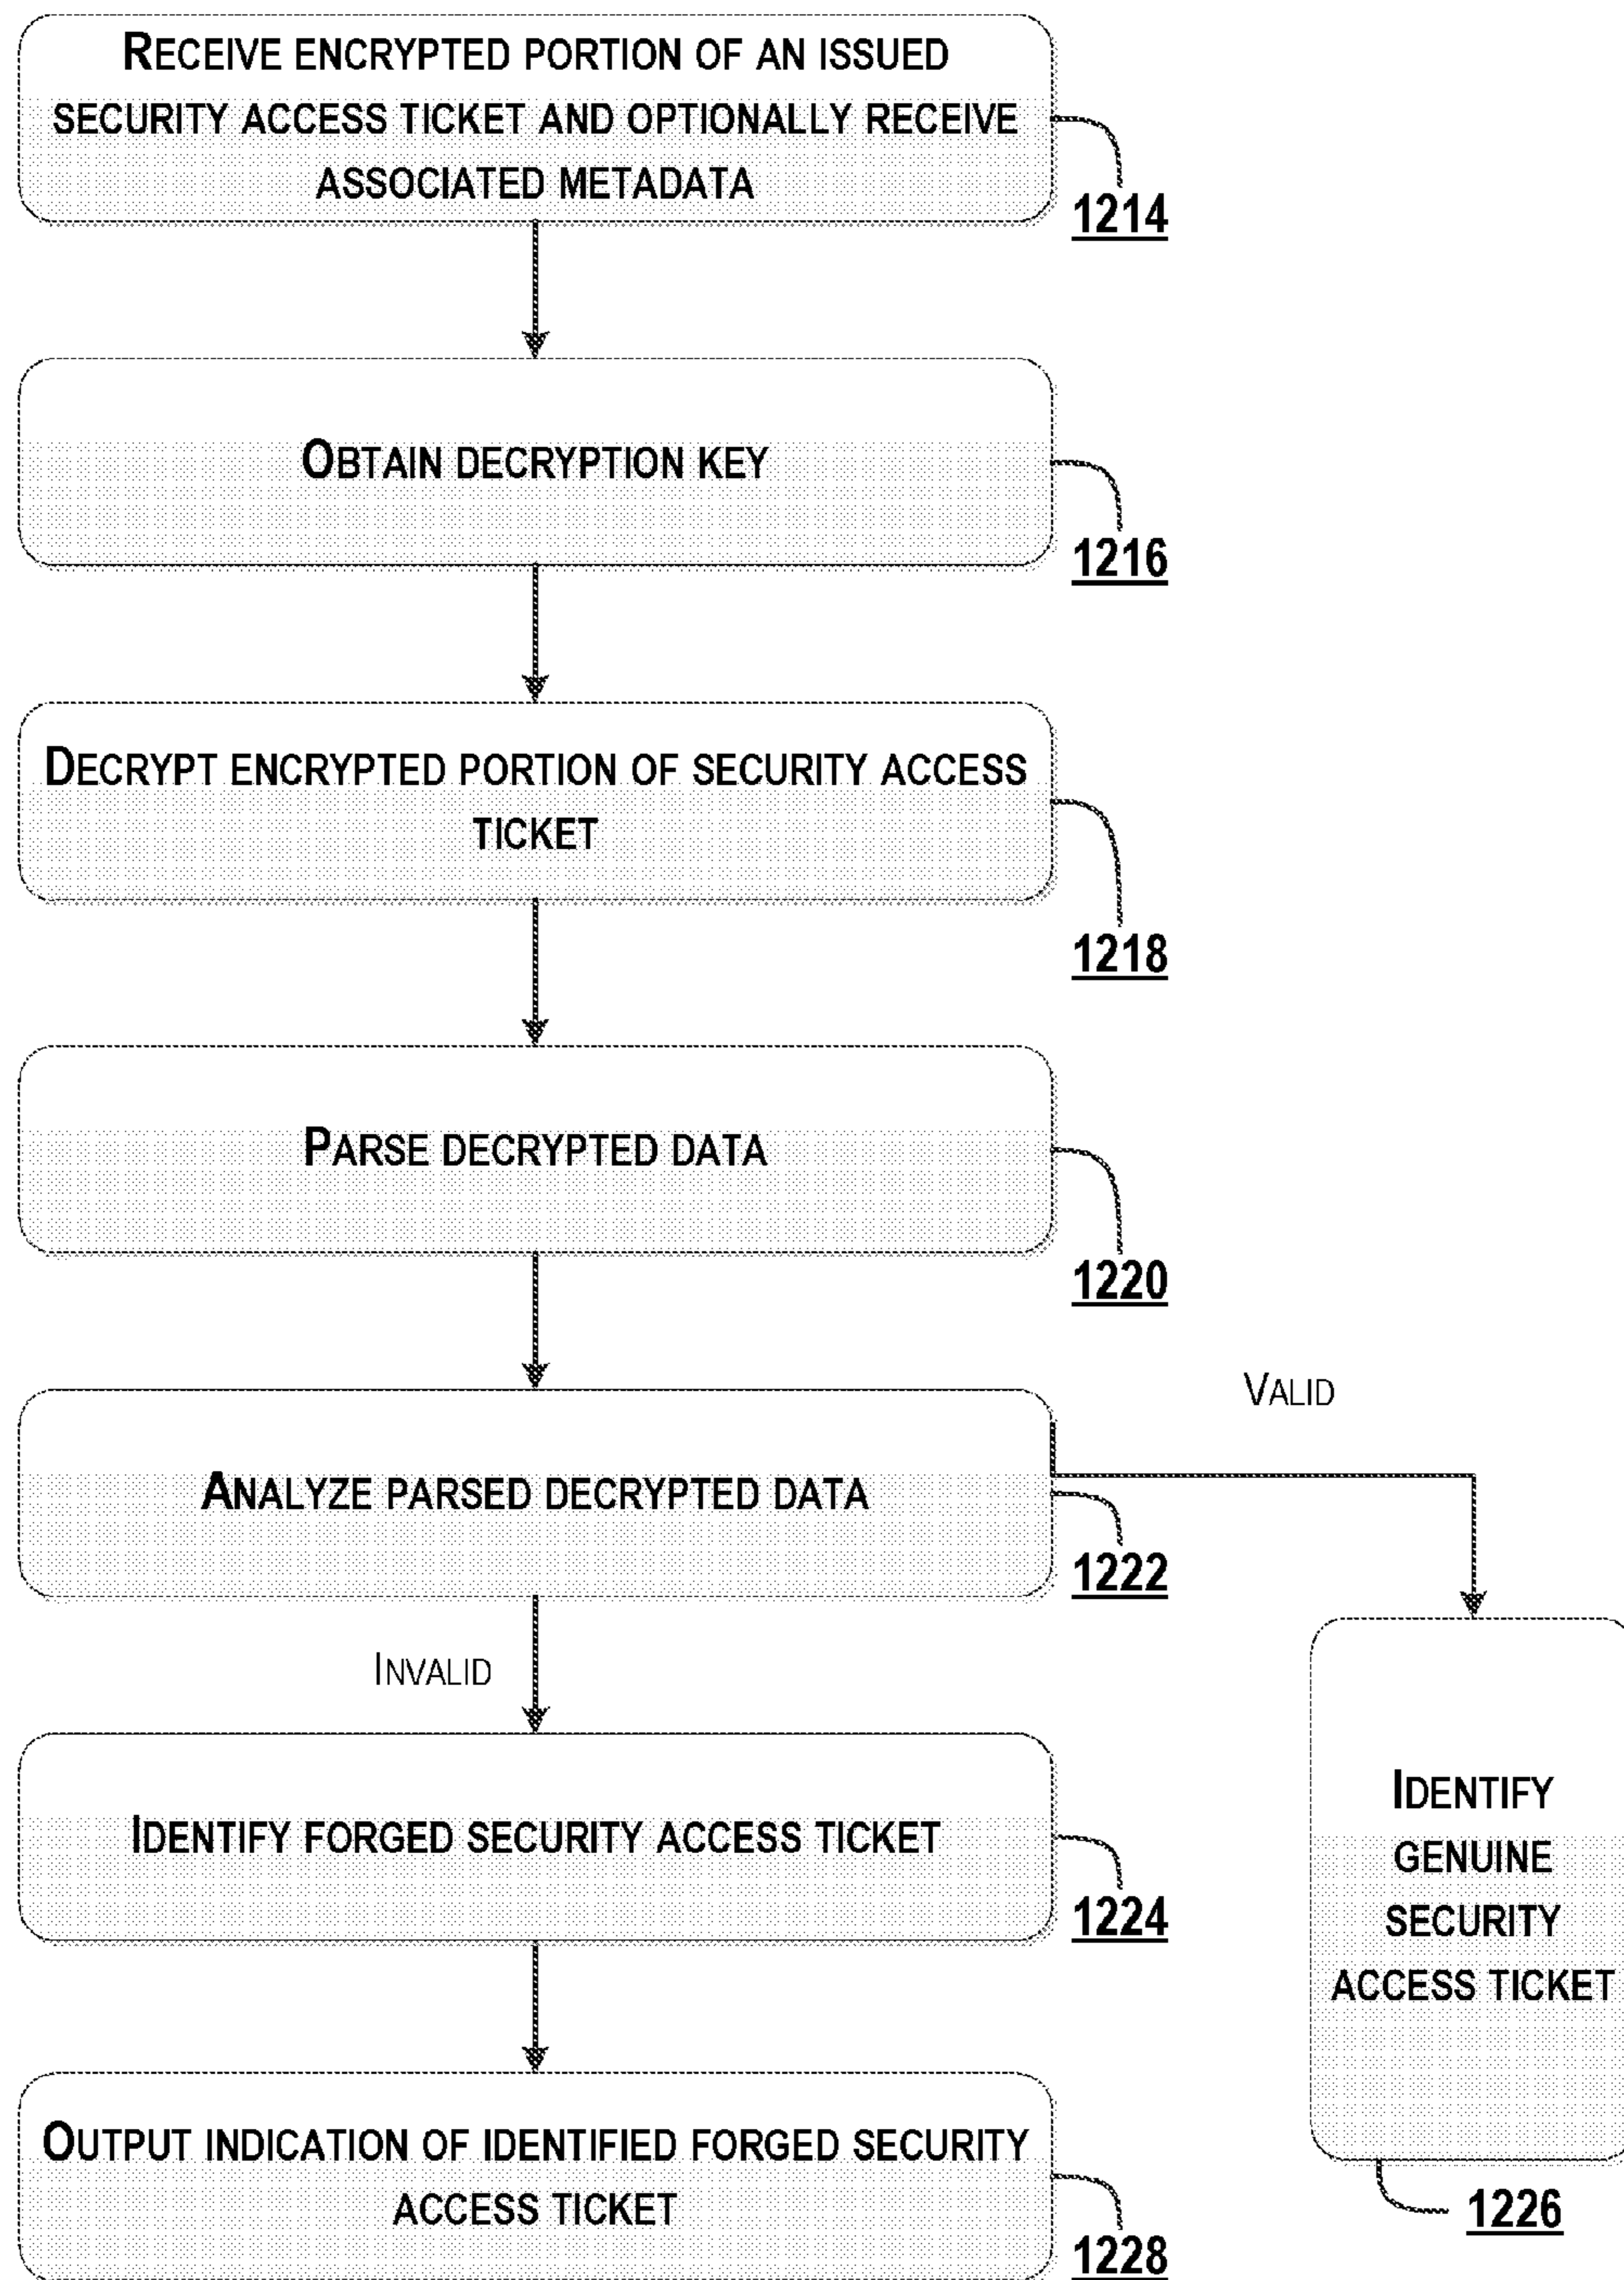 RECEIVE ENCRYPTED PORTION OF AN ISSUED
SECURITY ACCESS TICKET AND OPTIONALLY RECEIVE
ASSOCIATED METADATA
1214
OBTAIN DECRYPTION KEY
1216
DECRYPT ENCRYPTED PORTION OF SECURITY ACCESS
TICKET
1218
PARSE DECRYPTED DATA
1220
VALID
ANALYZE PARSED DECRYPTED DATA
1222
INVALID
IDENTIFY FORGED SECURITY ACCESS TICKET
1224
IDENTIFY
GENUINE
SECURITY
ACCESS TICKET
1226
OUTPUT INDICATION OF IDENTIFIED FORGED SECURITY
ACCESS TICKET
1228